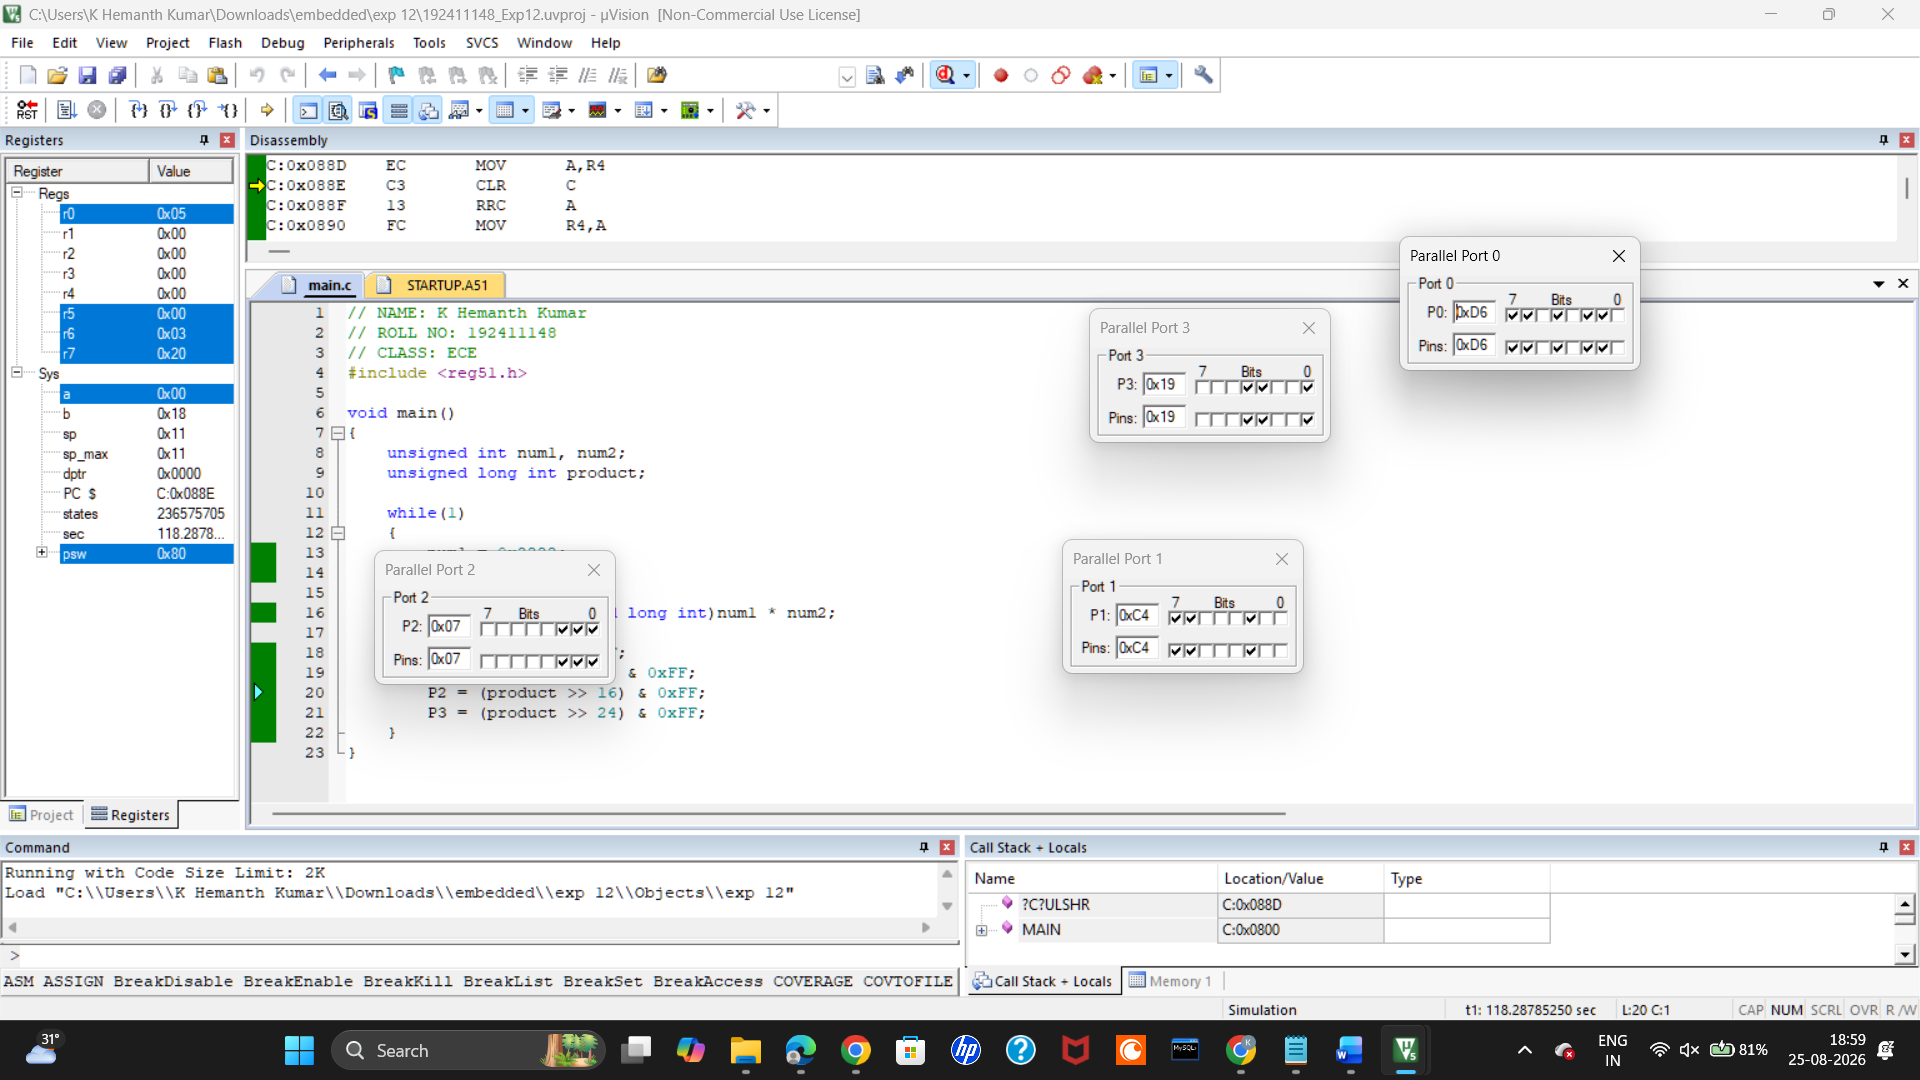 C:\Users\K Hemanth Kumar\Downloads\embedded\exp 12\192411148_Exp12.uvproj - µVision [Non-Commercial Use License]
File Edit View Project Flash Debug Peripherals Tools SVCS Window Help
RST
Registers
Register Value
Regs
r0 0x05
r1 0x00
r2 0x00
r3 0x00
r4 0x00
r5 0x00
r6 0x03
r7 0x20
Sys
a 0x00
b 0x18
sp 0x11
sp_max 0x11
dptr 0x0000
PC $ C:0x088E
states 236575705
sec 118.2878...
psw 0x80
Project Registers
Disassembly
C:0x088D EC MOV A,R4
C:0x088E C3 CLR C
C:0x088F 13 RRC A
C:0x0890 FC MOV R4,A
main.c STARTUP.A51
1 // NAME: K Hemanth Kumar
2 // ROLL NO: 192411148
3 // CLASS: ECE
4 #include <reg51.h>
5
6 void main()
7 {
8 unsigned int num1, num2;
9 unsigned long int product;
10
11 while(1)
12 {
13
14
15
16 long int)num1 * num2;
17
18 ;
19 & 0xFF;
20 P2 = (product >> 16) & 0xFF;
21 P3 = (product >> 24) & 0xFF;
22 }
23 }
Parallel Port 0
Port 0
7 Bits 0
P0: 0xD6
Pins: 0xD6
Parallel Port 3
Port 3
7 Bits 0
P3: 0x19
Pins: 0x19
Parallel Port 2
Port 2
7 Bits 0
P2: 0x07
Pins: 0x07
Parallel Port 1
Port 1
7 Bits 0
P1: 0xC4
Pins: 0xC4
Command
Running with Code Size Limit: 2K
Load "C:\\Users\\K Hemanth Kumar\\Downloads\\embedded\\exp 12\\Objects\\exp 12"
>
ASM ASSIGN BreakDisable BreakEnable BreakKill BreakList BreakSet BreakAccess COVERAGE COVTOFILE
Call Stack + Locals
Name Location/Value Type
?C?ULSHR C:0x088D
MAIN C:0x0800
Call Stack + Locals Memory 1
Simulation t1: 118.28785250 sec L:20 C:1 CAP NUM SCRL OVR R/W
31°
Search
hp
MySQL
K
W
ENG
IN
81%
18:59
25-08-2026